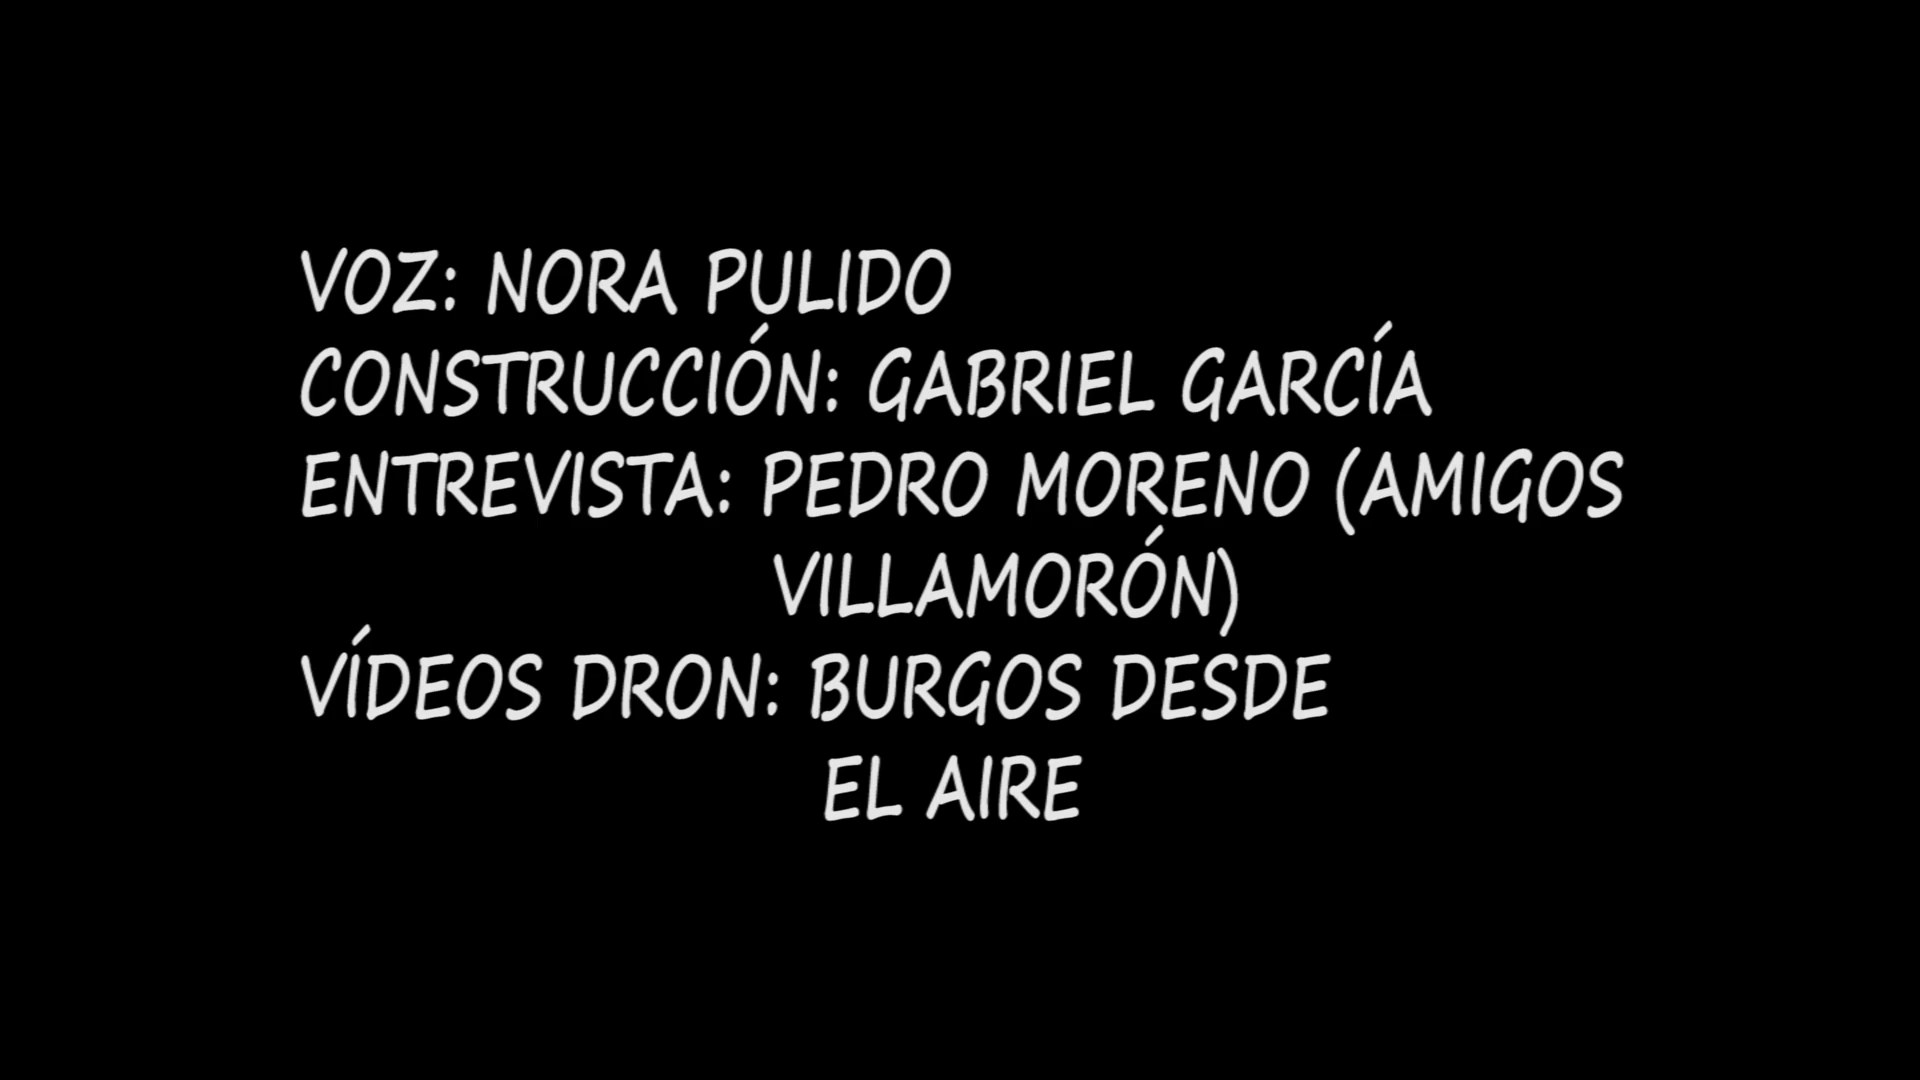 VOZ: NORA PULIDO
CONSTRUCCIÓN: GABRIEL GARCÍA
ENTREVISTA: PEDRO MORENO (AMIGOS
VILLAMORÓN)
VÍDEOS DRON: BURGOS DESDE
EL AIRE